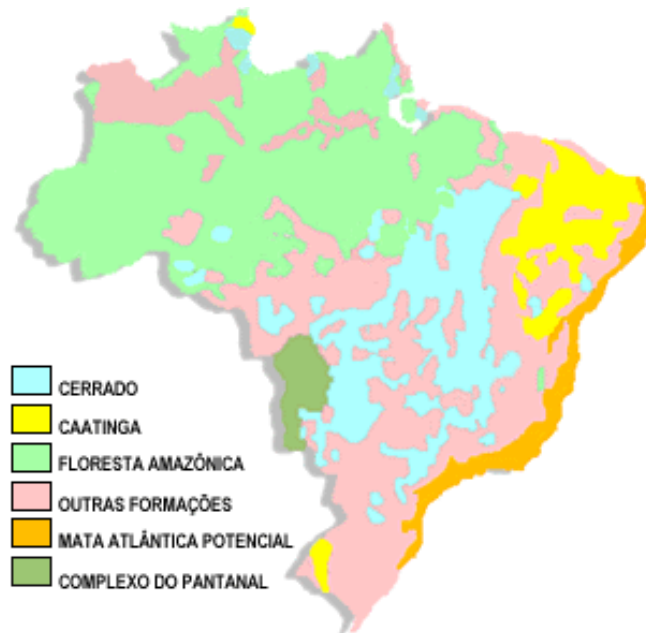 CERRADO
CAATINGA
FLORESTA AMAZÔNICA
OUTRAS FORMAÇÕES
MATA ATLÂNTICA POTENCIAL
COMPLEXO DO PANTANAL